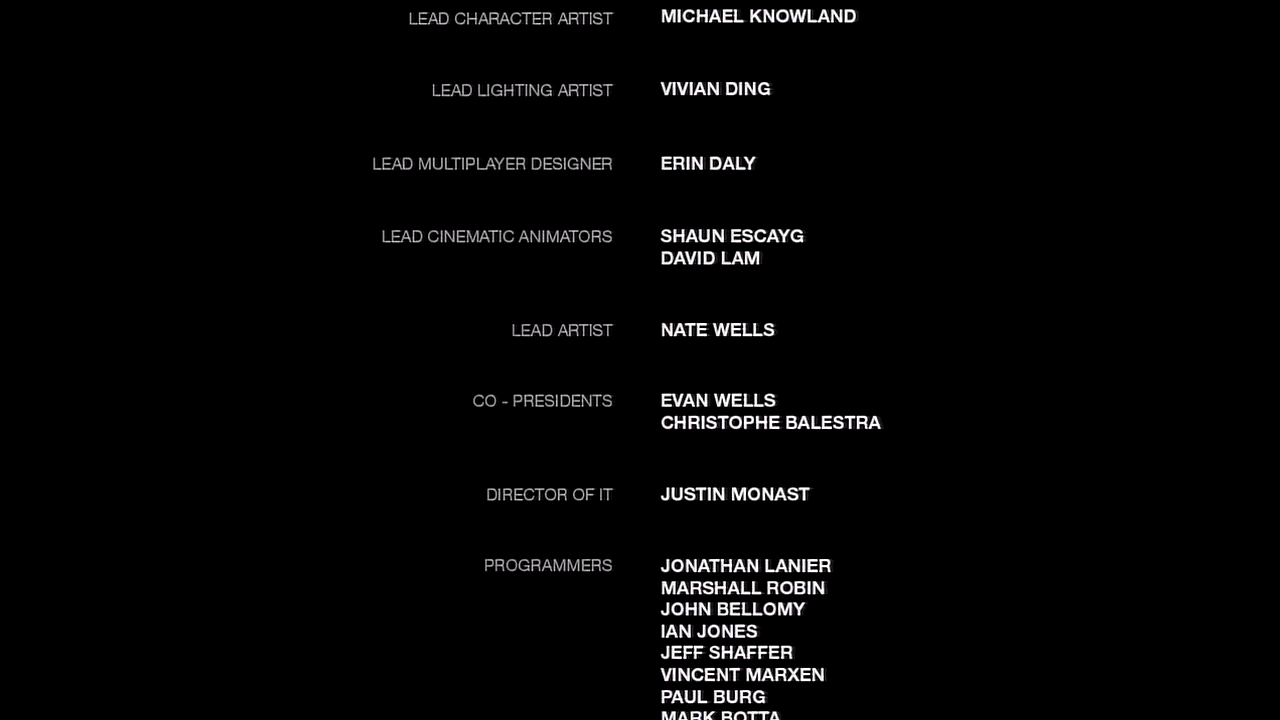 LEAD CHARACTER ARTIST MICHAEL KNOWLAND
LEAD LIGHTING ARTIST VIVIAN DING
LEAD MULTIPLAYER DESIGNER ERIN DALY
LEAD CINEMATIC ANIMATORS SHAUN ESCAYG
DAVID LAM
LEAD ARTIST NATE WELLS
CO - PRESIDENTS EVAN WELLS
CHRISTOPHE BALESTRA
DIRECTOR OF IT JUSTIN MONAST
PROGRAMMERS JONATHAN LANIER
MARSHALL ROBIN
JOHN BELLOMY
IAN JONES
JEFF SHAFFER
VINCENT MARXEN
PAUL BURG
MARK BOTTA